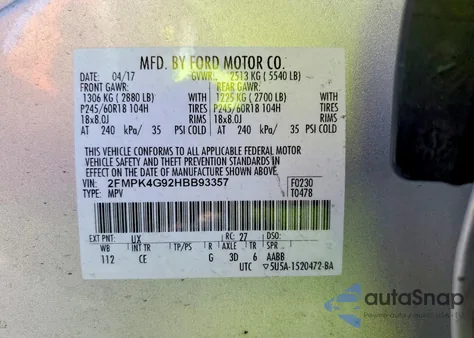 MFD. BY FORD MOTOR CO.
DATE: 04/17 GVWR: 2513 KG ( 5540 LB)
FRONT GAWR: REAR GAWR:
1306 KG ( 2880 LB) WITH 1225 KG ( 2700 LB) WITH
P245/60R18 104H TIRES P245/60R18 104H TIRES
18x8.0J RIMS 18x8.0J RIMS
AT 240 kPa/ 35 PSI COLD AT 240 kPa/ 35 PSI COLD
THIS VEHICLE CONFORMS TO ALL APPLICABLE FEDERAL MOTOR
VEHICLE SAFETY AND THEFT PREVENTION STANDARDS IN
EFFECT ON THE DATE OF MANUFACTURE SHOWN ABOVE.
VIN: 2FMPK4G92HBB93357 F0230
TYPE: MPV T0478
EXT PNT: UX RC: 27 DSO:
WB INT TR TP/PS R AXLE TR SPR
112 CE G 3D 6 AABB
UTC ▽5U5A-1520472-BA
autoSnap